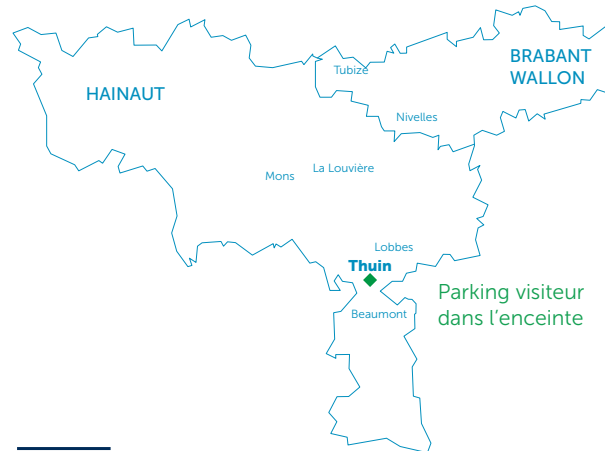 BRABANT
WALLON
Tubize
HAINAUT
Nivelles
La Louvière
Mons
Lobbes
Thuin
Parking visiteur
dans l’enceinte
Beaumont